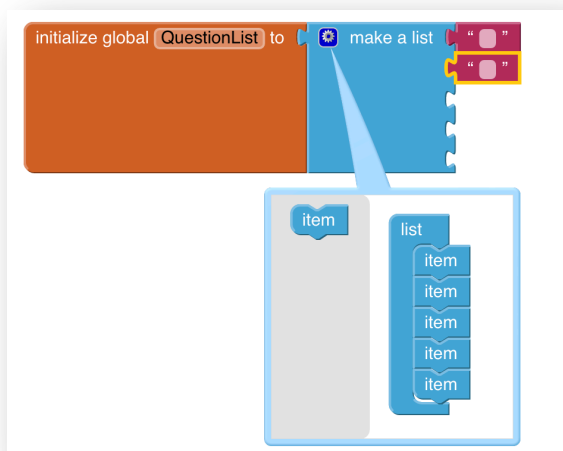 initialize global QuestionList to make a list “ ”
“ ”
item
list
item
item
item
item
item